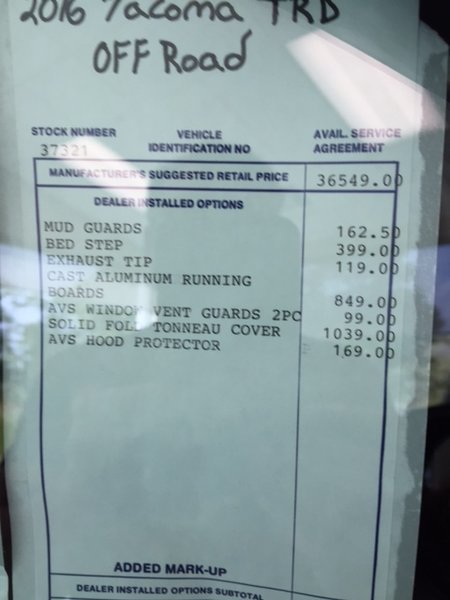 2016 Tacoma TRD
OFF Road
STOCK NUMBER VEHICLE AVAIL. SERVICE
37321 IDENTIFICATION NO AGREEMENT
MANUFACTURER'S SUGGESTED RETAIL PRICE 36549.00
DEALER INSTALLED OPTIONS
MUD GUARDS 162.50
BED STEP 399.00
EXHAUST TIP 119.00
CAST ALUMINUM RUNNING
BOARDS 849.00
AVS WINDOW VENT GUARDS 2PC 99.00
SOLID FOLD TONNEAU COVER 1039.00
AVS HOOD PROTECTOR 169.00
ADDED MARK-UP
DEALER INSTALLED OPTIONS SUBTOTAL